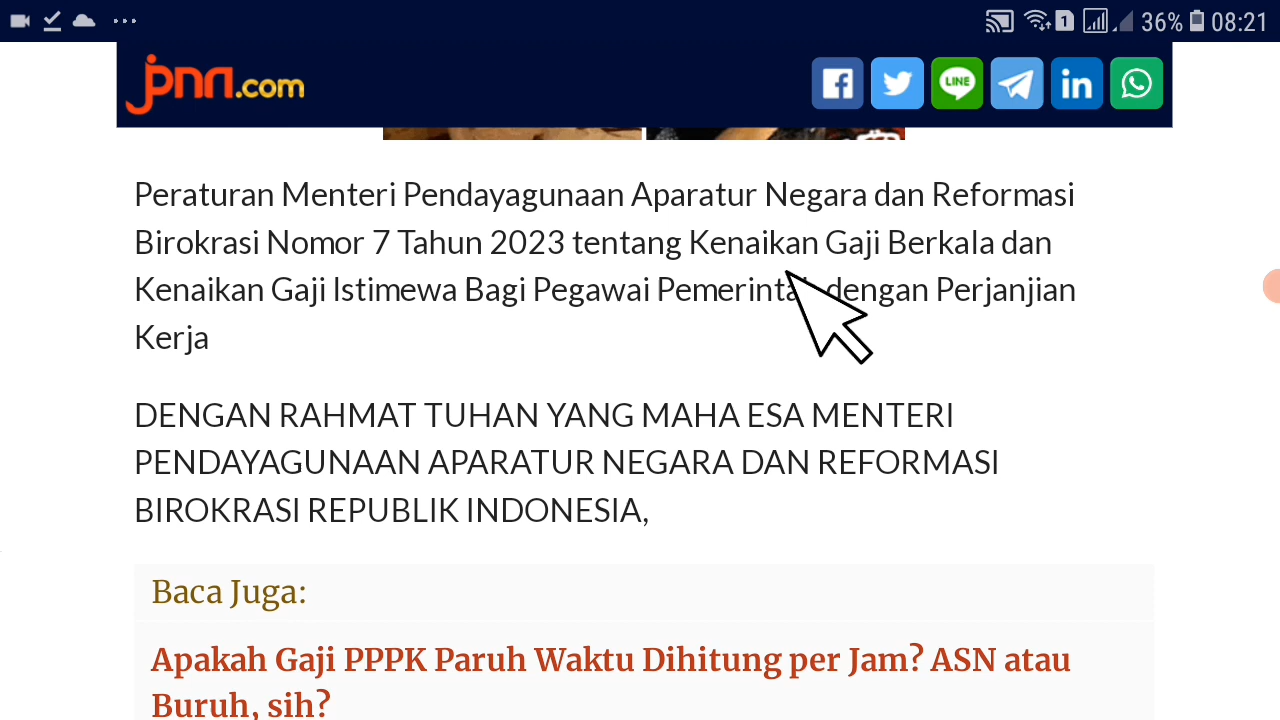 36% 08:21
1
jpnn.com
LINE
in
Peraturan Menteri Pendayagunaan Aparatur Negara dan Reformasi
Birokrasi Nomor 7 Tahun 2023 tentang Kenaikan Gaji Berkala dan
Kenaikan Gaji Istimewa Bagi Pegawai Pemerintah dengan Perjanjian
Kerja
DENGAN RAHMAT TUHAN YANG MAHA ESA MENTERI
PENDAYAGUNAAN APARATUR NEGARA DAN REFORMASI
BIROKRASI REPUBLIK INDONESIA,
Baca Juga:
Apakah Gaji PPPK Paruh Waktu Dihitung per Jam? ASN atau
Buruh, sih?